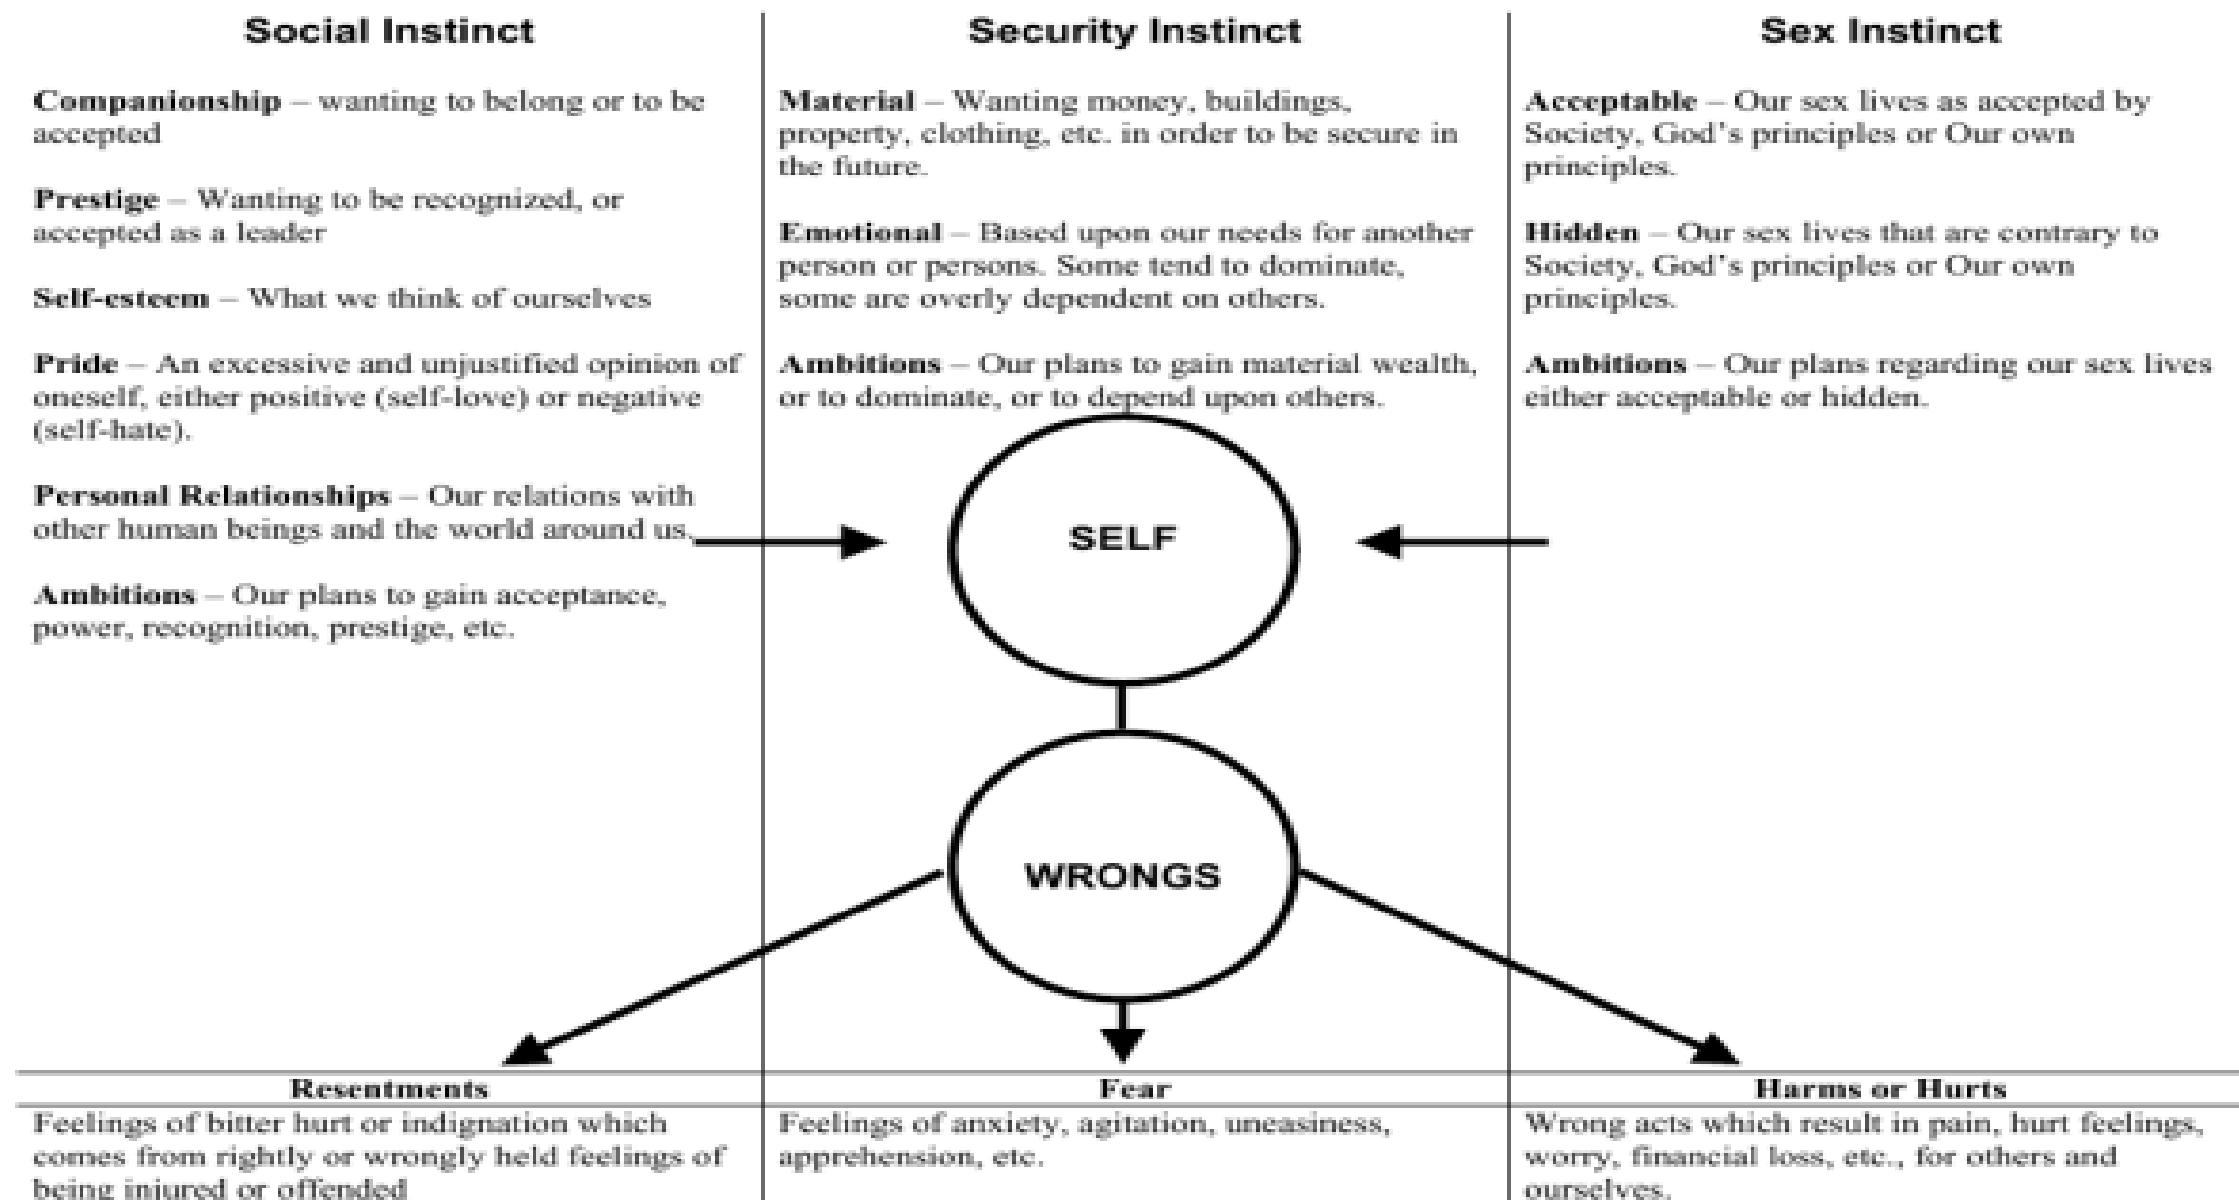 Social Instinct
Companionship – wanting to belong or to be
accepted
Prestige – Wanting to be recognized, or
accepted as a leader
Self-esteem – What we think of ourselves
Pride – An excessive and unjustified opinion of
oneself, either positive (self-love) or negative
(self-hate).
Personal Relationships – Our relations with
other human beings and the world around us.
Ambitions – Our plans to gain acceptance,
power, recognition, prestige, etc.
Security Instinct
Material – Wanting money, buildings,
property, clothing, etc. in order to be secure in
the future.
Emotional – Based upon our needs for another
person or persons. Some tend to dominate,
some are overly dependent on others.
Ambitions – Our plans to gain material wealth,
or to dominate, or to depend upon others.
Sex Instinct
Acceptable – Our sex lives as accepted by
Society, God's principles or Our own
principles.
Hidden – Our sex lives that are contrary to
Society, God's principles or Our own
principles.
Ambitions – Our plans regarding our sex lives
either acceptable or hidden.
SELF
WRONGS
Resentments
Feelings of bitter hurt or indignation which
comes from rightly or wrongly held feelings of
being injured or offended
Fear
Feelings of anxiety, agitation, uneasiness,
apprehension, etc.
Harms or Hurts
Wrong acts which result in pain, hurt feelings,
worry, financial loss, etc., for others and
ourselves.